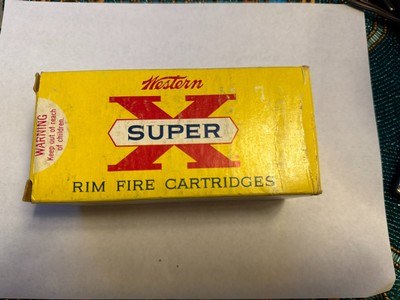 Western
X
SUPER
RIM FIRE CARTRIDGES
WARNING
Keep out of reach
of children.